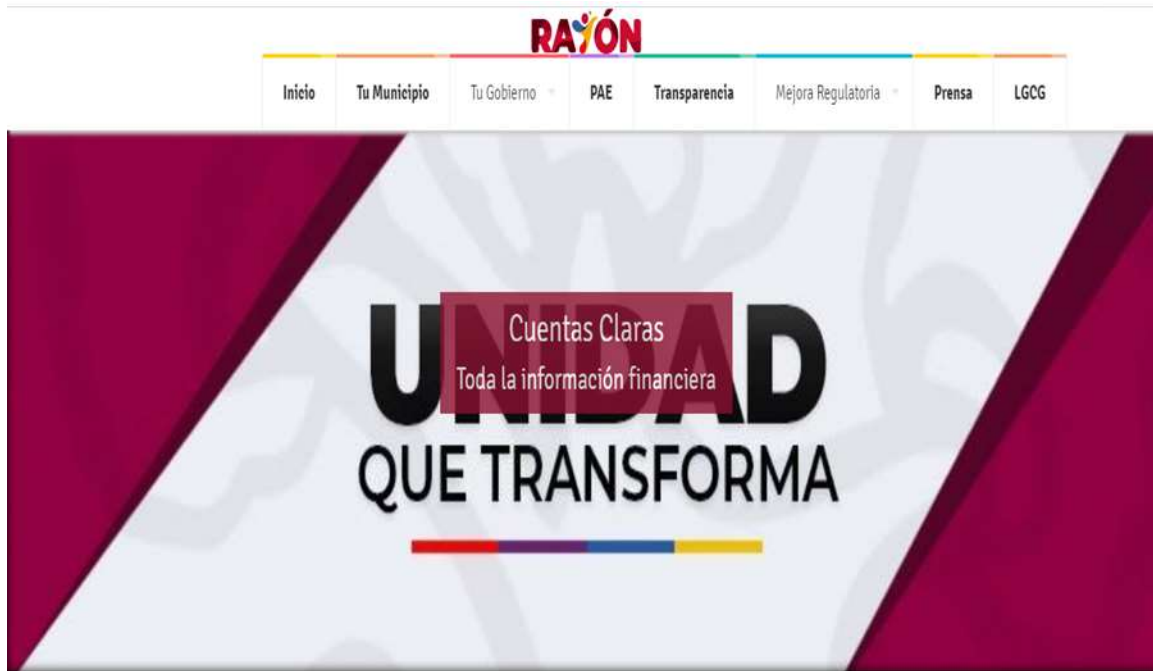 RAYÓN
Inicio Tu Municipio Tu Gobierno PAE Transparencia Mejora Regulatoria Prensa LGCG
UNIDAD
Cuentas Claras
Toda la información financiera
QUE TRANSFORMA